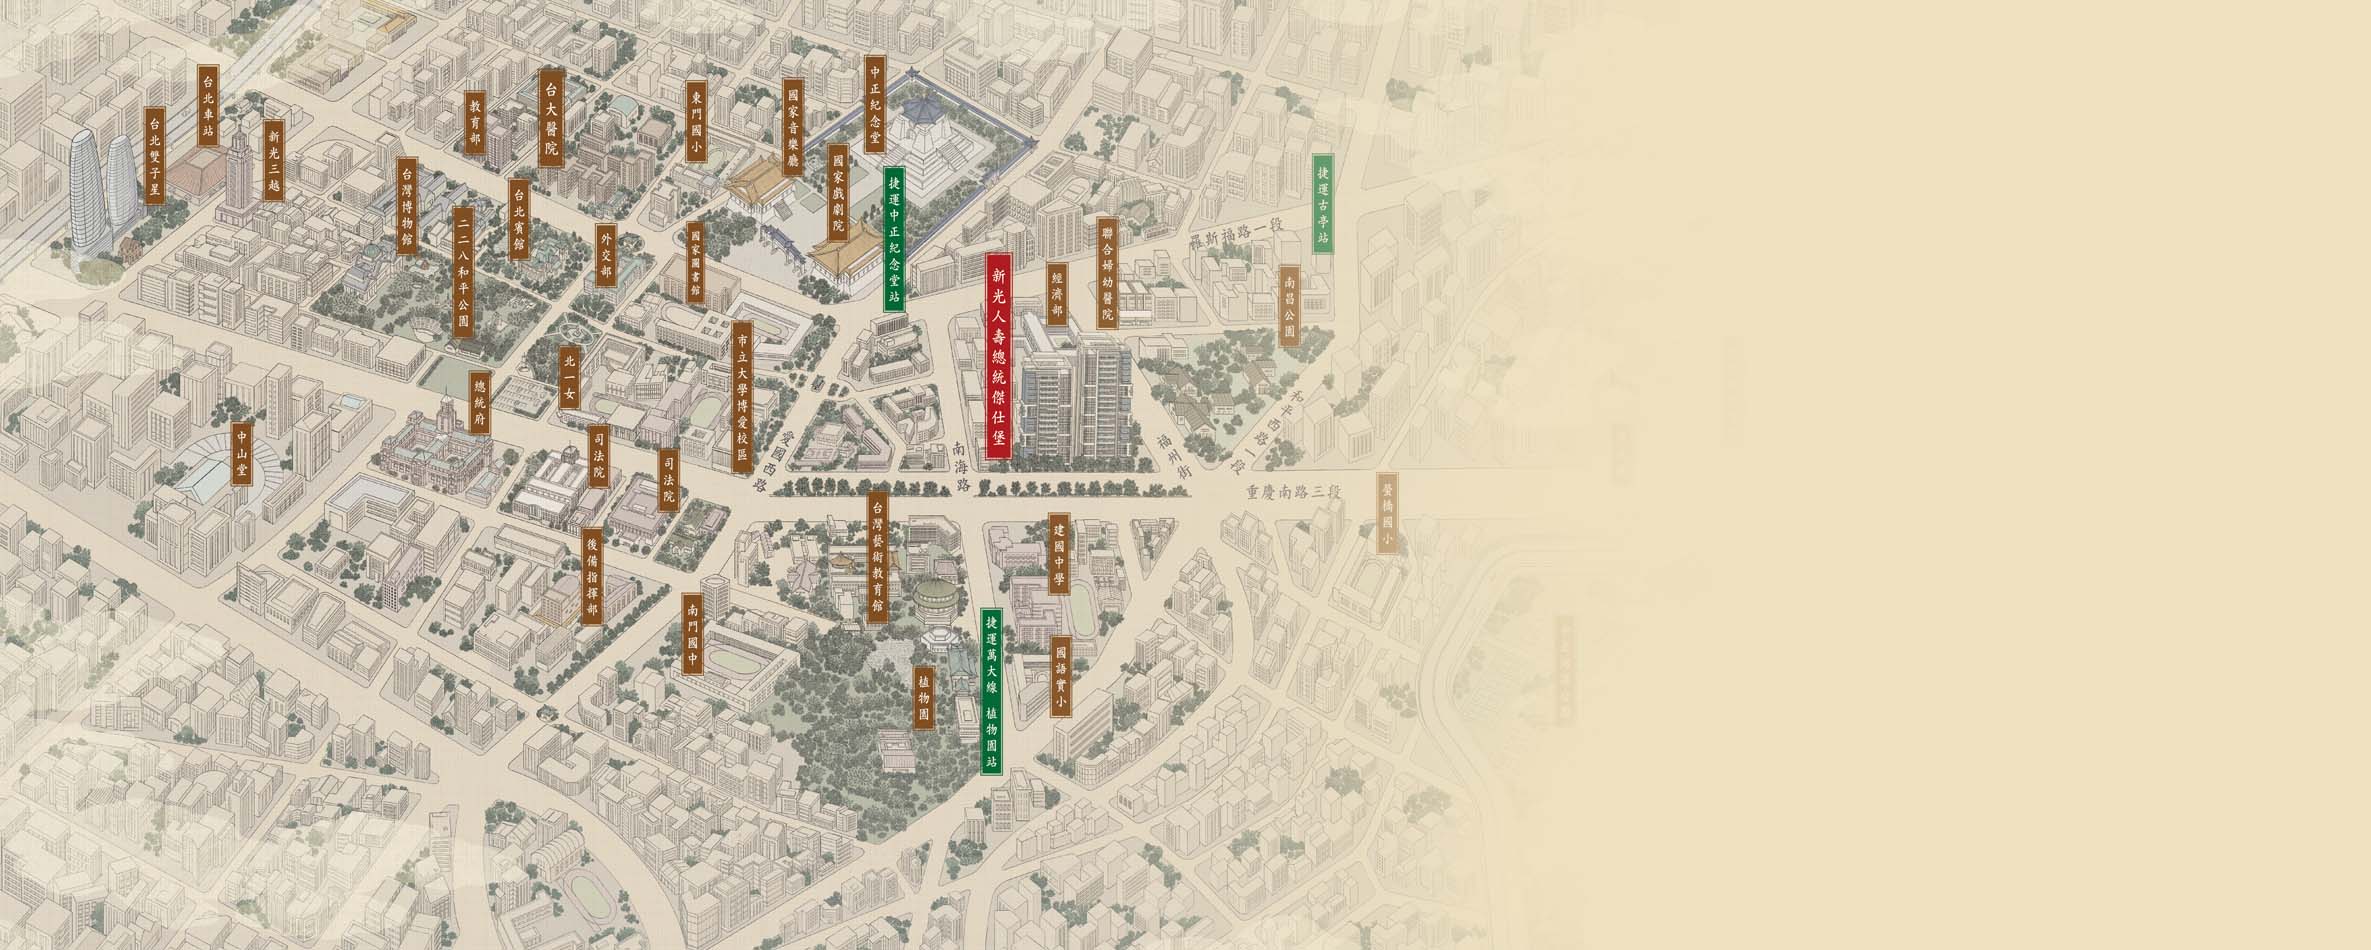 台北車站
台北雙子星
新光三越
教育部
台大醫院
東門國小
國家音樂廳
中正紀念堂
國家戲劇院
捷運中正紀念堂站
捷運古亭站
台灣博物館
二二八和平公園
台北賓館
外交部
國家圖書館
聯合婦幼醫院
羅斯福路一段
新光人壽總統傑仕堡
經濟部
南昌公園
市立大學博愛校區
北一女
總統府
中山堂
司法院
司法院
愛國西路
南海路
福州街
和平西路一段
重慶南路三段
螢橋國小
台灣藝術教育館
建國中學
後備指揮部
南門國中
捷運萬大線 植物園站
國語實小
植物園